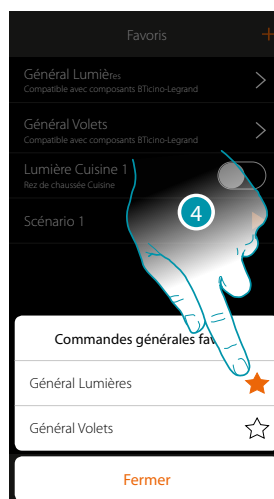 Favoris
Général Lumières
Compatible avec composants BTicino-Legrand
Général Volets
Compatible avec composants BTicino-Legrand
Lumière Cuisine 1
Rez de chaussée Cuisine
Scénario 1
4
Commandes générales fav
Général Lumières
Général Volets
Fermer